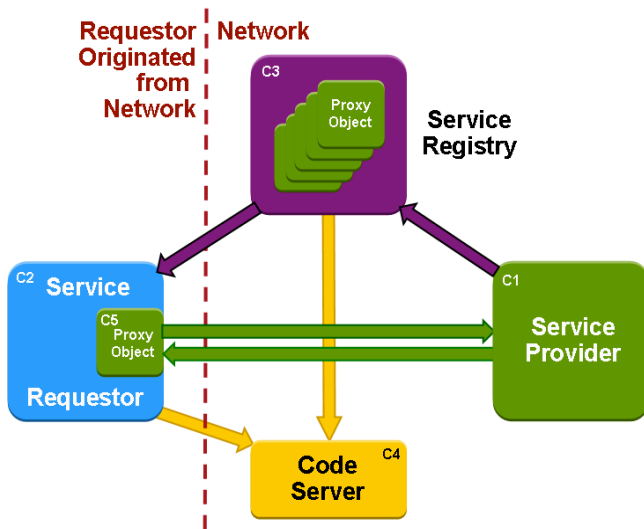 Requestor
Originated
from
Network
Network
C3
Proxy
Object
Service
Registry
C2
Service
C5
Proxy
Object
Requestor
C1
Service
Provider
Code
Server
C4